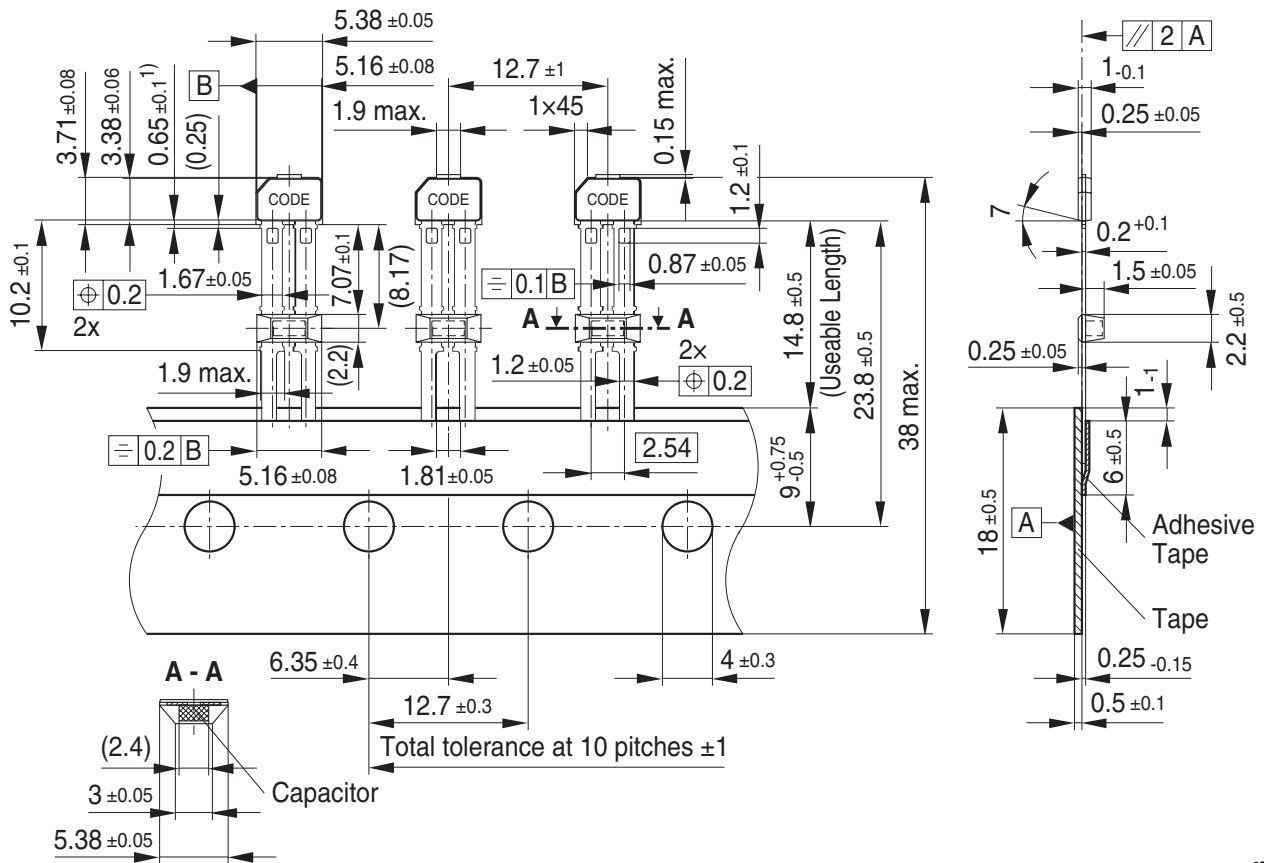 5.38 ±0.05
5.16 ±0.08
B
12.7 ±1
1.9 max.
1×45
0.15 max.
3.71 ±0.08
3.38 ±0.06
0.65 ±0.1 1)
(0.25)
1.2 ±0.1
CODE
CODE
CODE
10.2 ±0.1
1.67 ±0.05
⌖ 0.2
2x
7.07 ±0.1
(8.17)
⌯ 0.1 B
0.87 ±0.05
A A
2×
1.2 ±0.05
⌖ 0.2
1.9 max.
(2.2)
14.8 ±0.5
(Useable Length)
23.8 ±0.5
38 max.
⌯ 0.2 B
5.16 ±0.08
1.81 ±0.05
2.54
9 +0.75 -0.5
6.35 ±0.4
4 ±0.3
12.7 ±0.3
Total tolerance at 10 pitches ±1
A - A
(2.4)
3 ±0.05
5.38 ±0.05
Capacitor
// 2 A
1 -0.1
0.25 ±0.05
7
0.2 +0.1
1.5 ±0.05
2.2 ±0.5
0.25 ±0.05
1 -1
6 ±0.5
18 ±0.5
A
Adhesive
Tape
Tape
0.25 -0.15
0.5 ±0.1